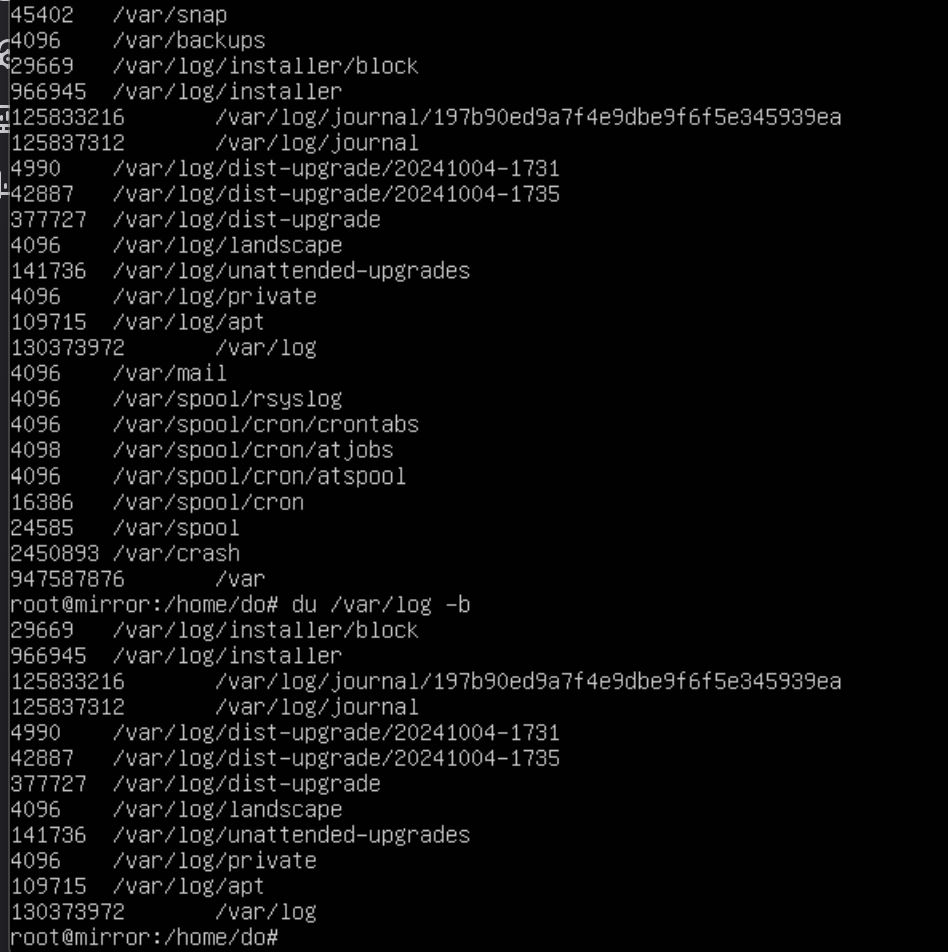 45402   /var/snap
4096    /var/backups
29669   /var/log/installer/block
966945  /var/log/installer
125833216       /var/log/journal/197b90ed9a7f4e9dbe9f6f5e345939ea
125837312       /var/log/journal
4990    /var/log/dist-upgrade/20241004-1731
42887   /var/log/dist-upgrade/20241004-1735
377727  /var/log/dist-upgrade
4096    /var/log/landscape
141736  /var/log/unattended-upgrades
4096    /var/log/private
109715  /var/log/apt
130373972       /var/log
4096    /var/mail
4096    /var/spool/rsyslog
4096    /var/spool/cron/crontabs
4098    /var/spool/cron/atjobs
4096    /var/spool/cron/atspool
16386   /var/spool/cron
24585   /var/spool
2450893 /var/crash
947587876       /var
root@mirror:/home/do# du /var/log -b
29669   /var/log/installer/block
966945  /var/log/installer
125833216       /var/log/journal/197b90ed9a7f4e9dbe9f6f5e345939ea
125837312       /var/log/journal
4990    /var/log/dist-upgrade/20241004-1731
42887   /var/log/dist-upgrade/20241004-1735
377727  /var/log/dist-upgrade
4096    /var/log/landscape
141736  /var/log/unattended-upgrades
4096    /var/log/private
109715  /var/log/apt
130373972       /var/log
root@mirror:/home/do#